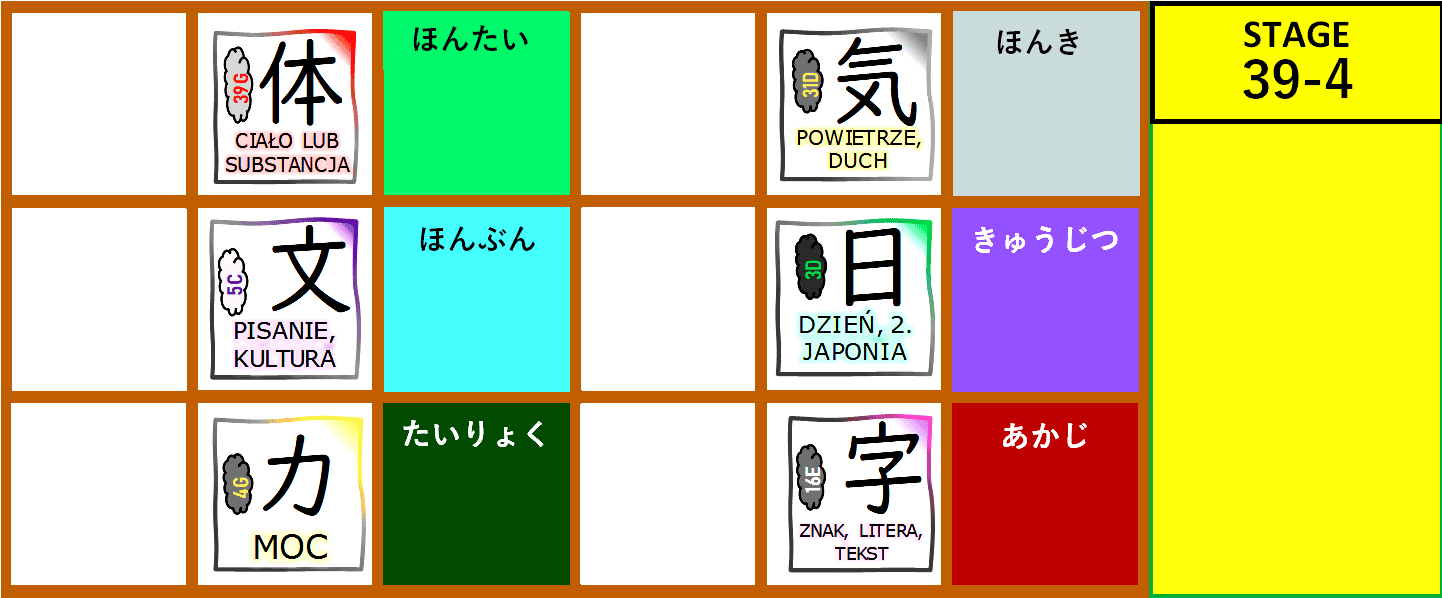 39G
体
CIAŁO LUB
SUBSTANCJA
ほんたい
31D
気
POWIETRZE,
DUCH
ほんき
STAGE
39-4
5C
文
PISANIE,
KULTURA
ほんぶん
3D
日
DZIEŃ, 2.
JAPONIA
きゅうじつ
4G
力
MOC
たいりょく
16E
字
ZNAK, LITERA,
TEKST
あかじ